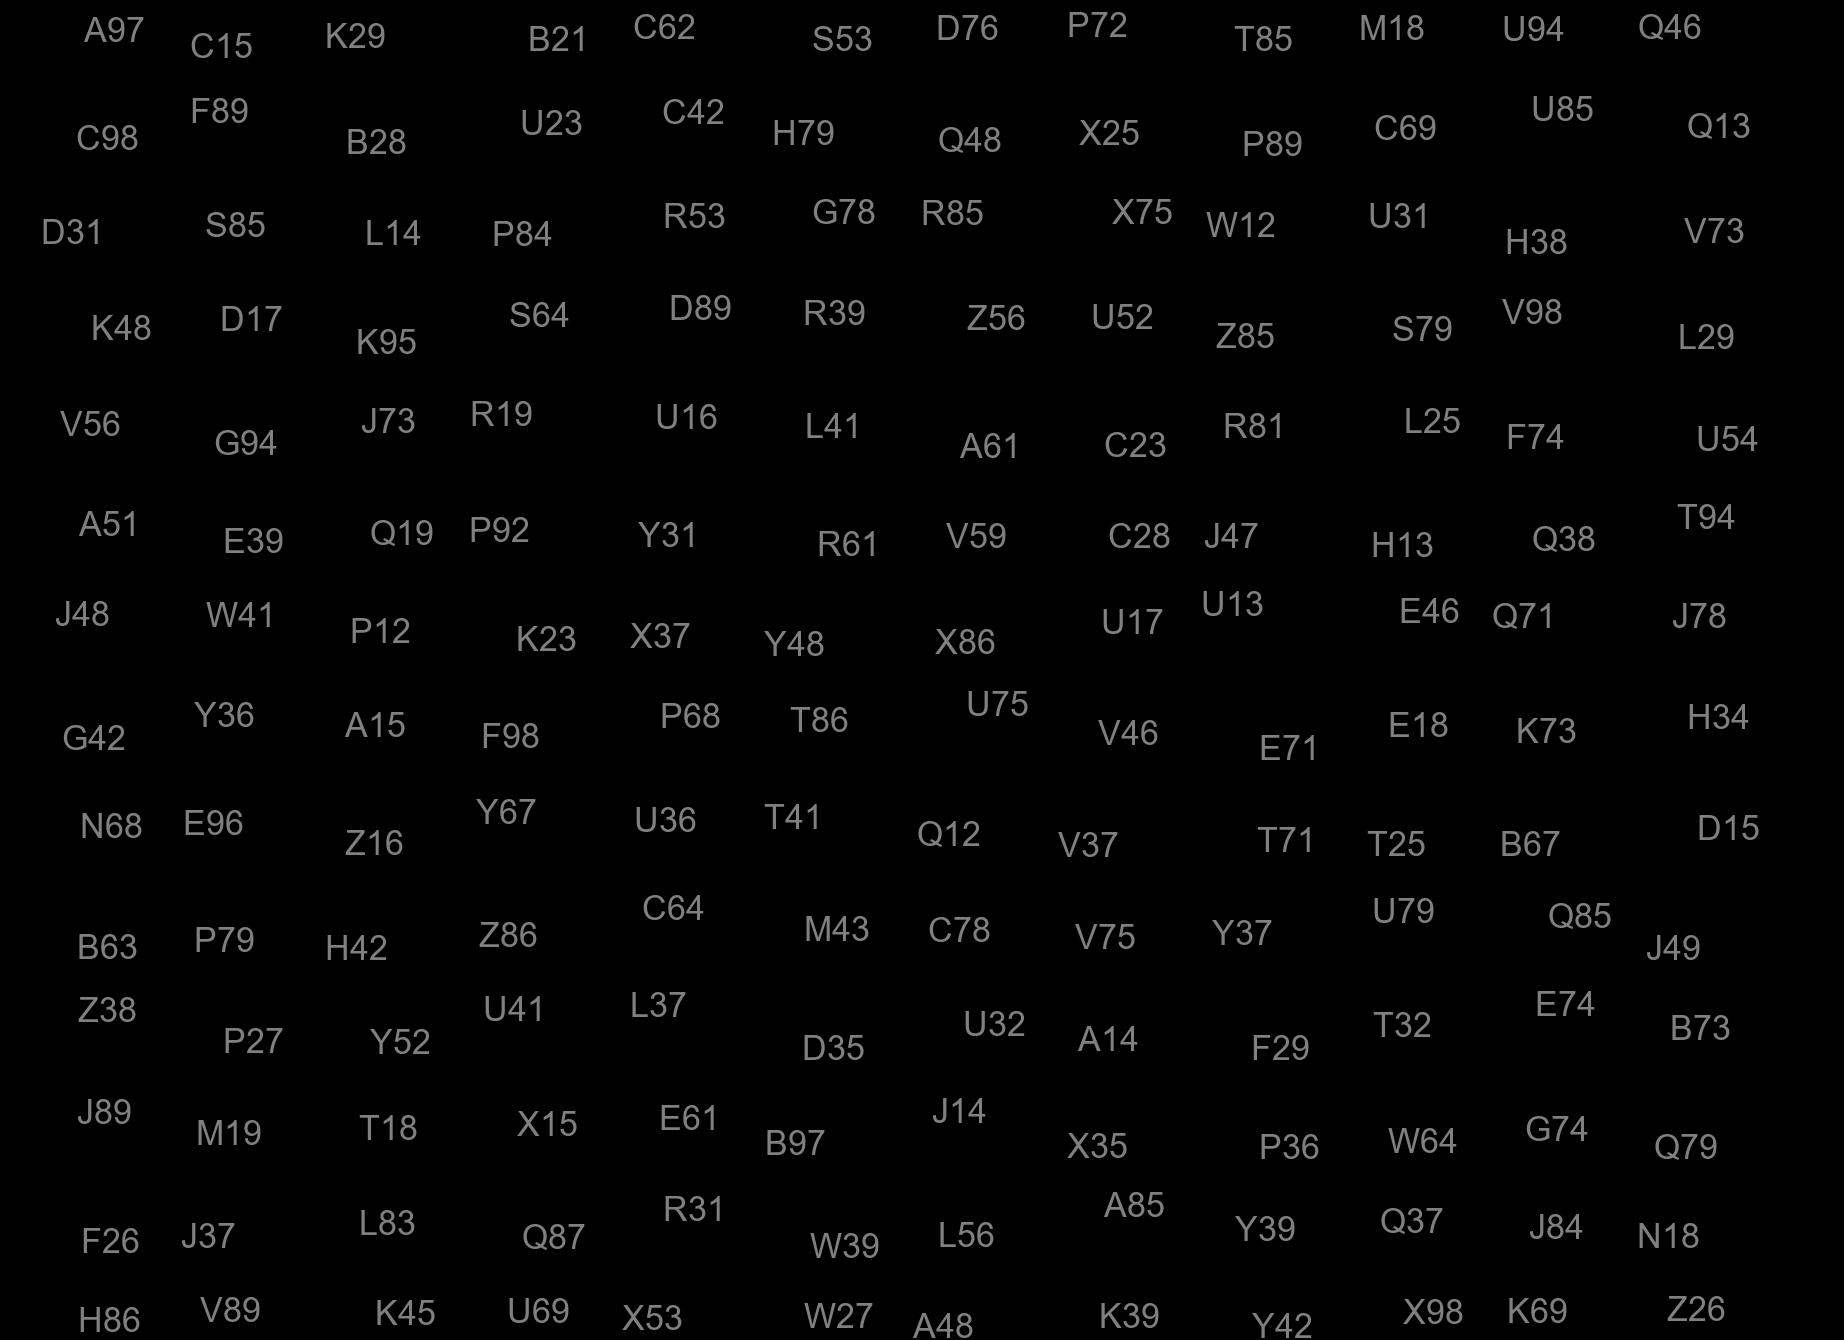 A97 C15 K29 B21 C62 S53 D76 P72 T85 M18 U94 Q46
C98 F89 B28 U23 C42 H79 Q48 X25 P89 C69 U85 Q13
D31 S85 L14 P84 R53 G78 R85 X75 W12 U31 H38 V73
K48 D17 K95 S64 D89 R39 Z56 U52 Z85 S79 V98 L29
V56 G94 J73 R19 U16 L41 A61 C23 R81 L25 F74 U54
A51 E39 Q19 P92 Y31 R61 V59 C28 J47 H13 Q38 T94
J48 W41 P12 K23 X37 Y48 X86 U17 U13 E46 Q71 J78
G42 Y36 A15 F98 P68 T86 U75 V46 E71 E18 K73 H34
N68 E96 Z16 Y67 U36 T41 Q12 V37 T71 T25 B67 D15
B63 P79 H42 Z86 C64 M43 C78 V75 Y37 U79 Q85 J49
Z38 P27 Y52 U41 L37 D35 U32 A14 F29 T32 E74 B73
J89 M19 T18 X15 E61 B97 J14 X35 P36 W64 G74 Q79
F26 J37 L83 Q87 R31 W39 L56 A85 Y39 Q37 J84 N18
H86 V89 K45 U69 X53 W27 A48 K39 Y42 X98 K69 Z26